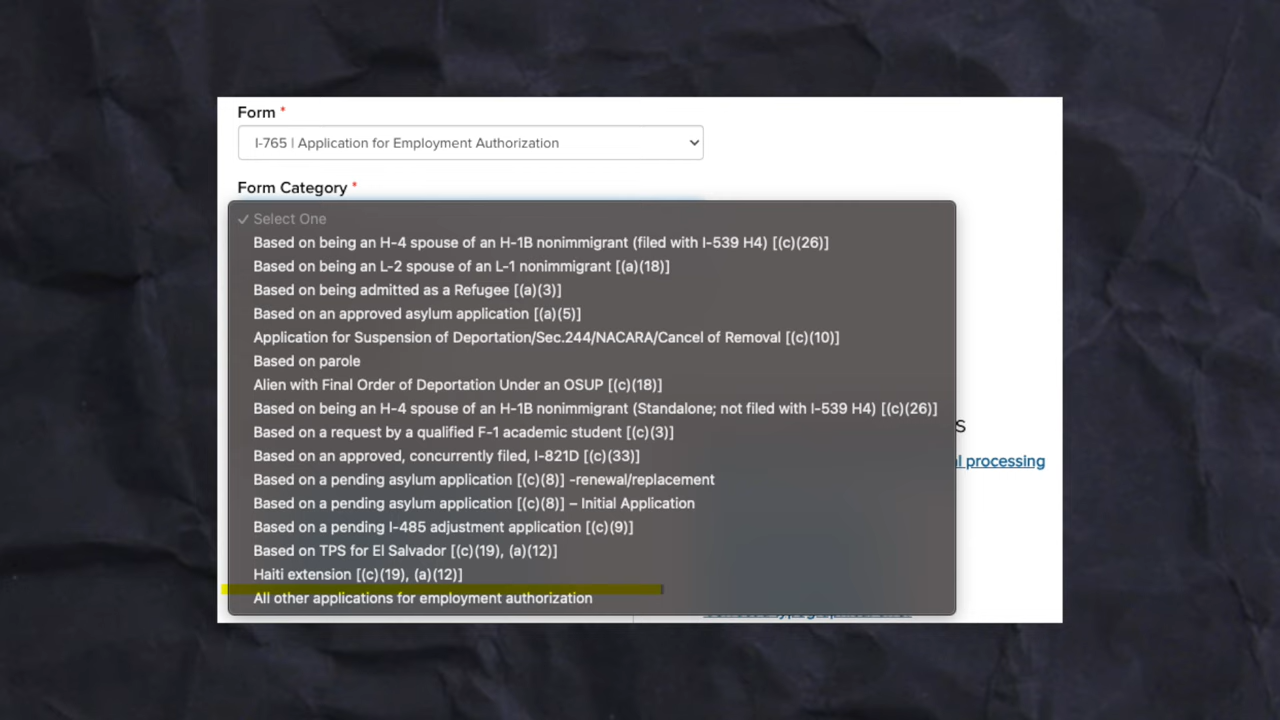 Form *
I-765 | Application for Employment Authorization
Form Category *
✓ Select One
Based on being an H-4 spouse of an H-1B nonimmigrant (filed with I-539 H4) [(c)(26)]
Based on being an L-2 spouse of an L-1 nonimmigrant [(a)(18)]
Based on being admitted as a Refugee [(a)(3)]
Based on an approved asylum application [(a)(5)]
Application for Suspension of Deportation/Sec.244/NACARA/Cancel of Removal [(c)(10)]
Based on parole
Alien with Final Order of Deportation Under an OSUP [(c)(18)]
Based on being an H-4 spouse of an H-1B nonimmigrant (Standalone; not filed with I-539 H4) [(c)(26)]
Based on a request by a qualified F-1 academic student [(c)(3)]
Based on an approved, concurrently filed, I-821D [(c)(33)]
Based on a pending asylum application [(c)(8)] -renewal/replacement
Based on a pending asylum application [(c)(8)] – Initial Application
Based on a pending I-485 adjustment application [(c)(9)]
Based on TPS for El Salvador [(c)(19), (a)(12)]
Haiti extension [(c)(19), (a)(12)]
All other applications for employment authorization
s
l processing